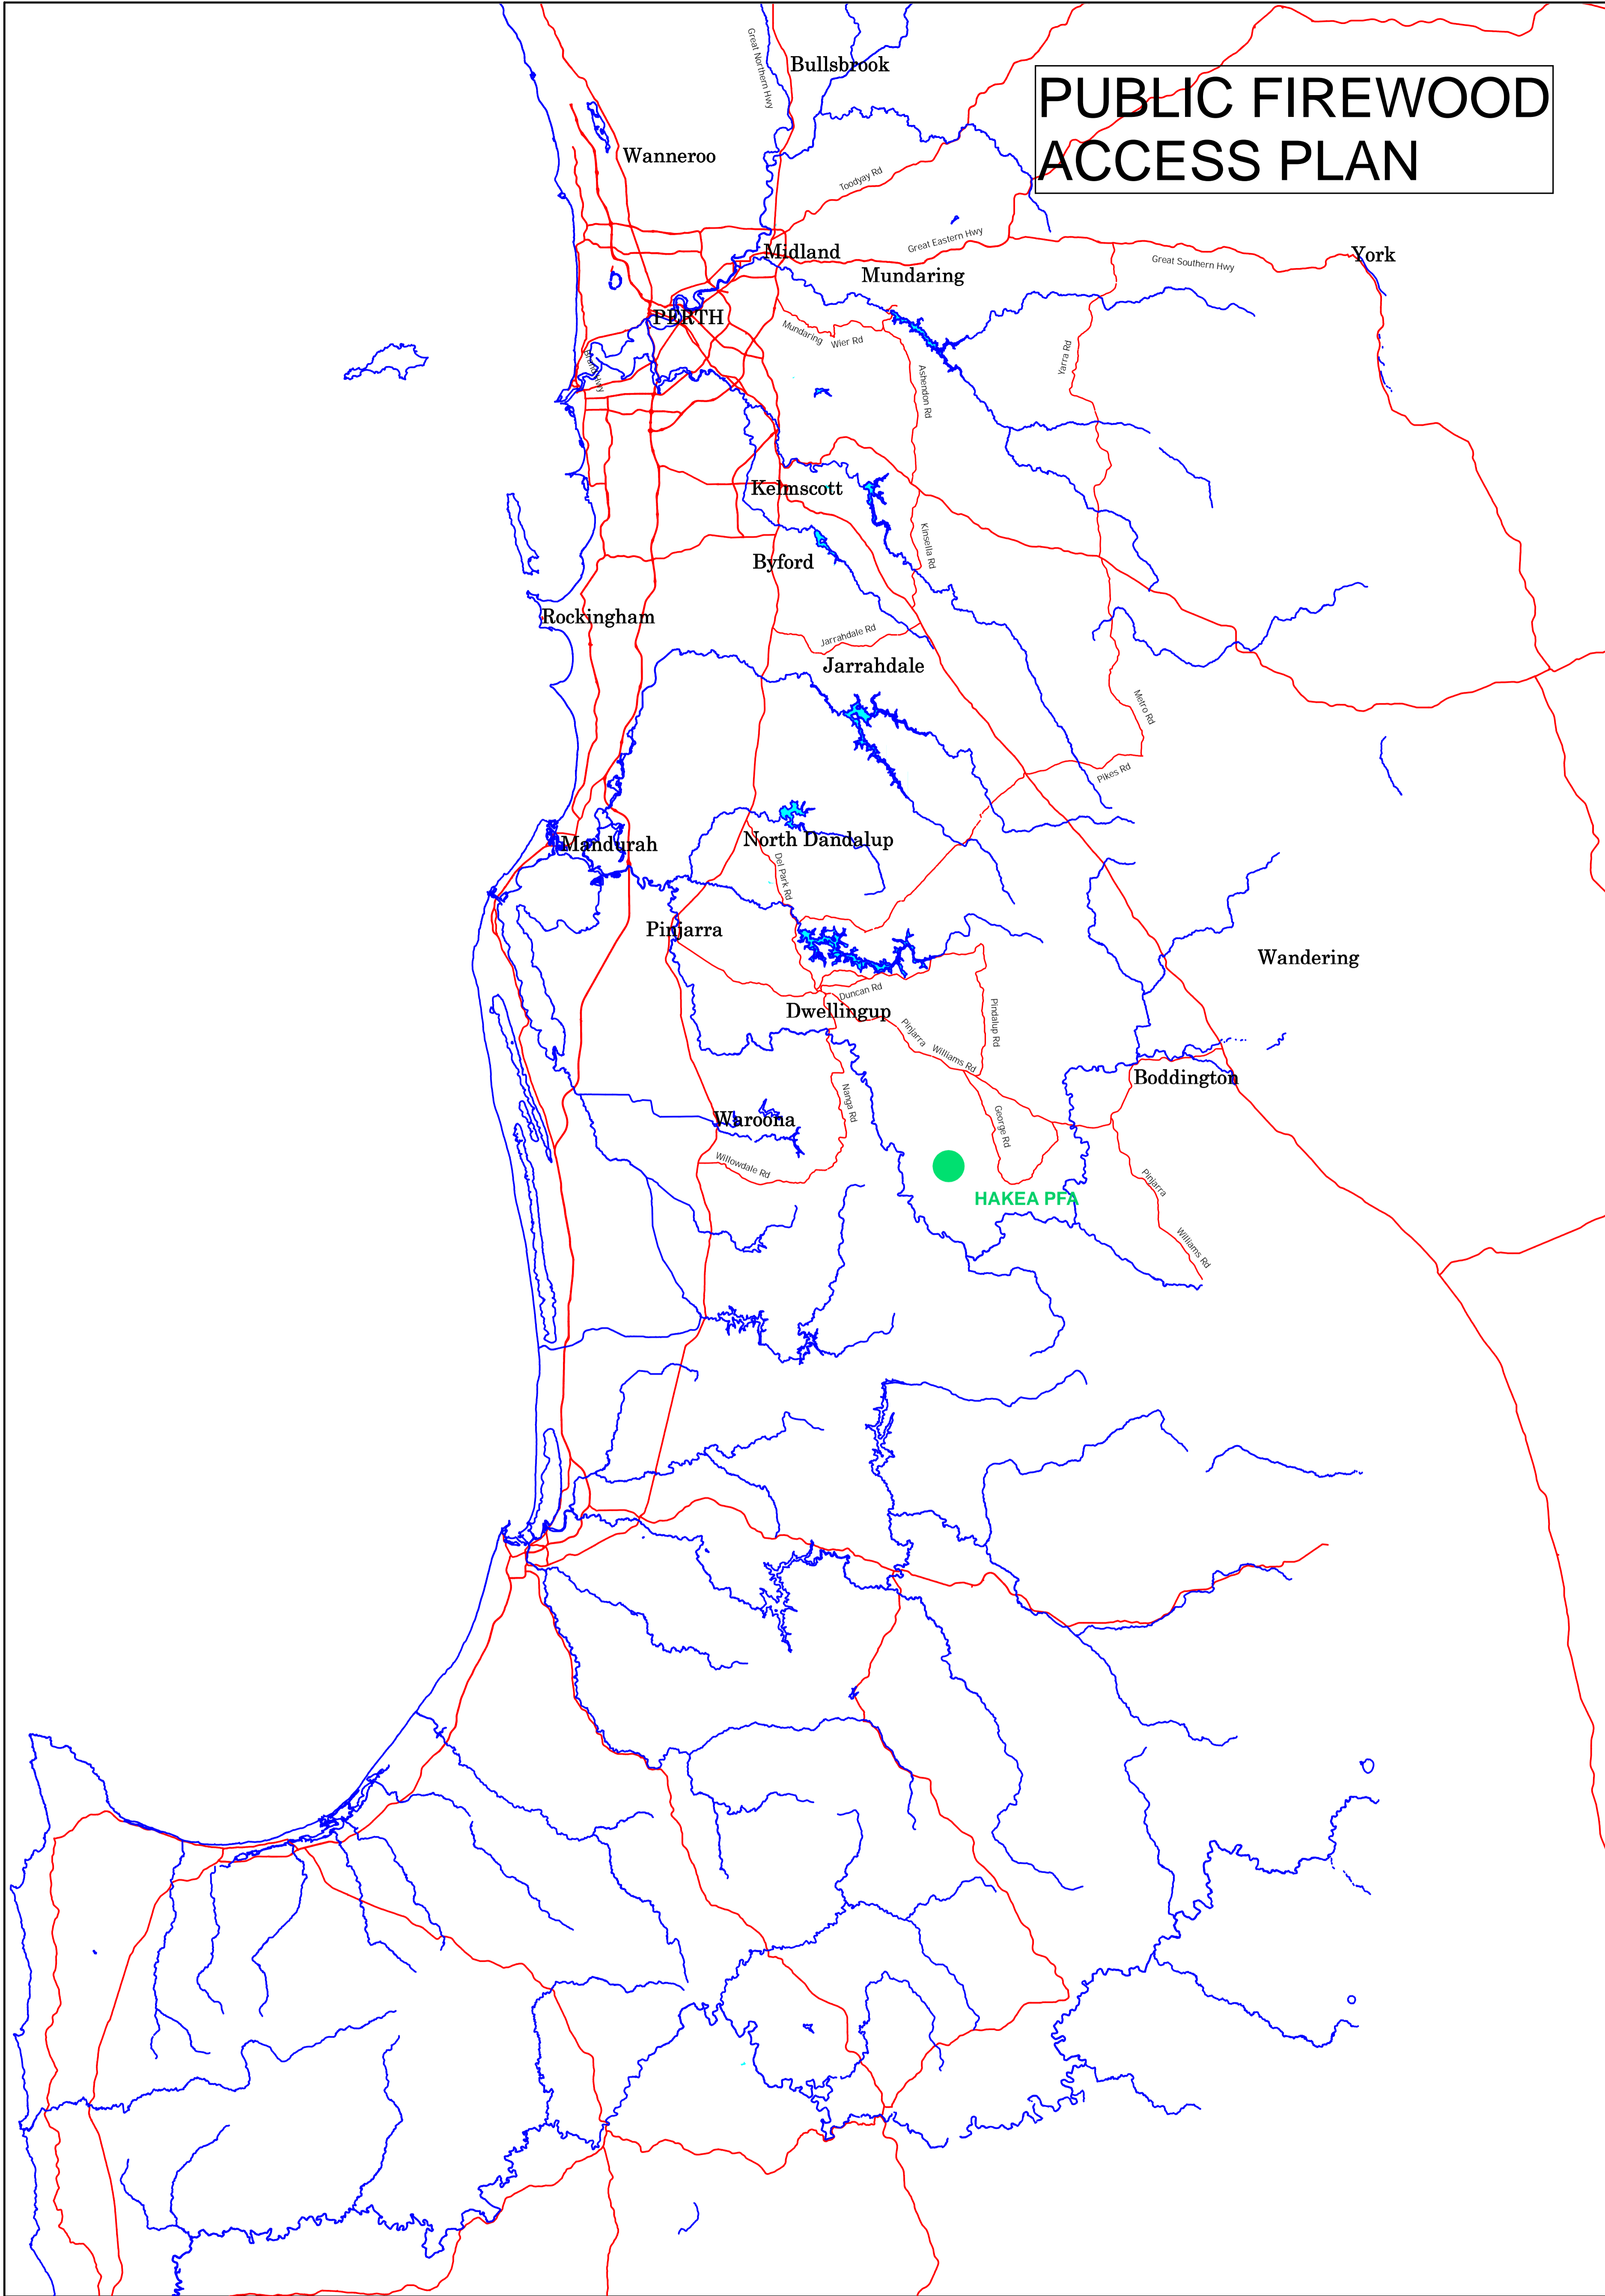 Great Northern Hwy
Bullsbrook
PUBLIC FIREWOOD
ACCESS PLAN
Wanneroo
Toodyay Rd
Great Eastern Hwy
Midland
Great Southern Hwy
York
Mundaring
PERTH
Mundaring
Wier Rd
Yarra Rd
Ashendon Rd
Kelmscott
Kinsella Rd
Byford
Rockingham
Jarrahdale Rd
Jarrahdale
Metro Rd
Pikes Rd
North Dandalup
Mandurah
Del Park Rd
Pinjarra
Wandering
Duncan Rd
Dwellingup
Pindalup Rd
Pinjarra
Williams Rd
Boddington
Nanga Rd
Waroona
George Rd
Willowdale Rd
Pinjarra
HAKEA PFA
Williams Rd